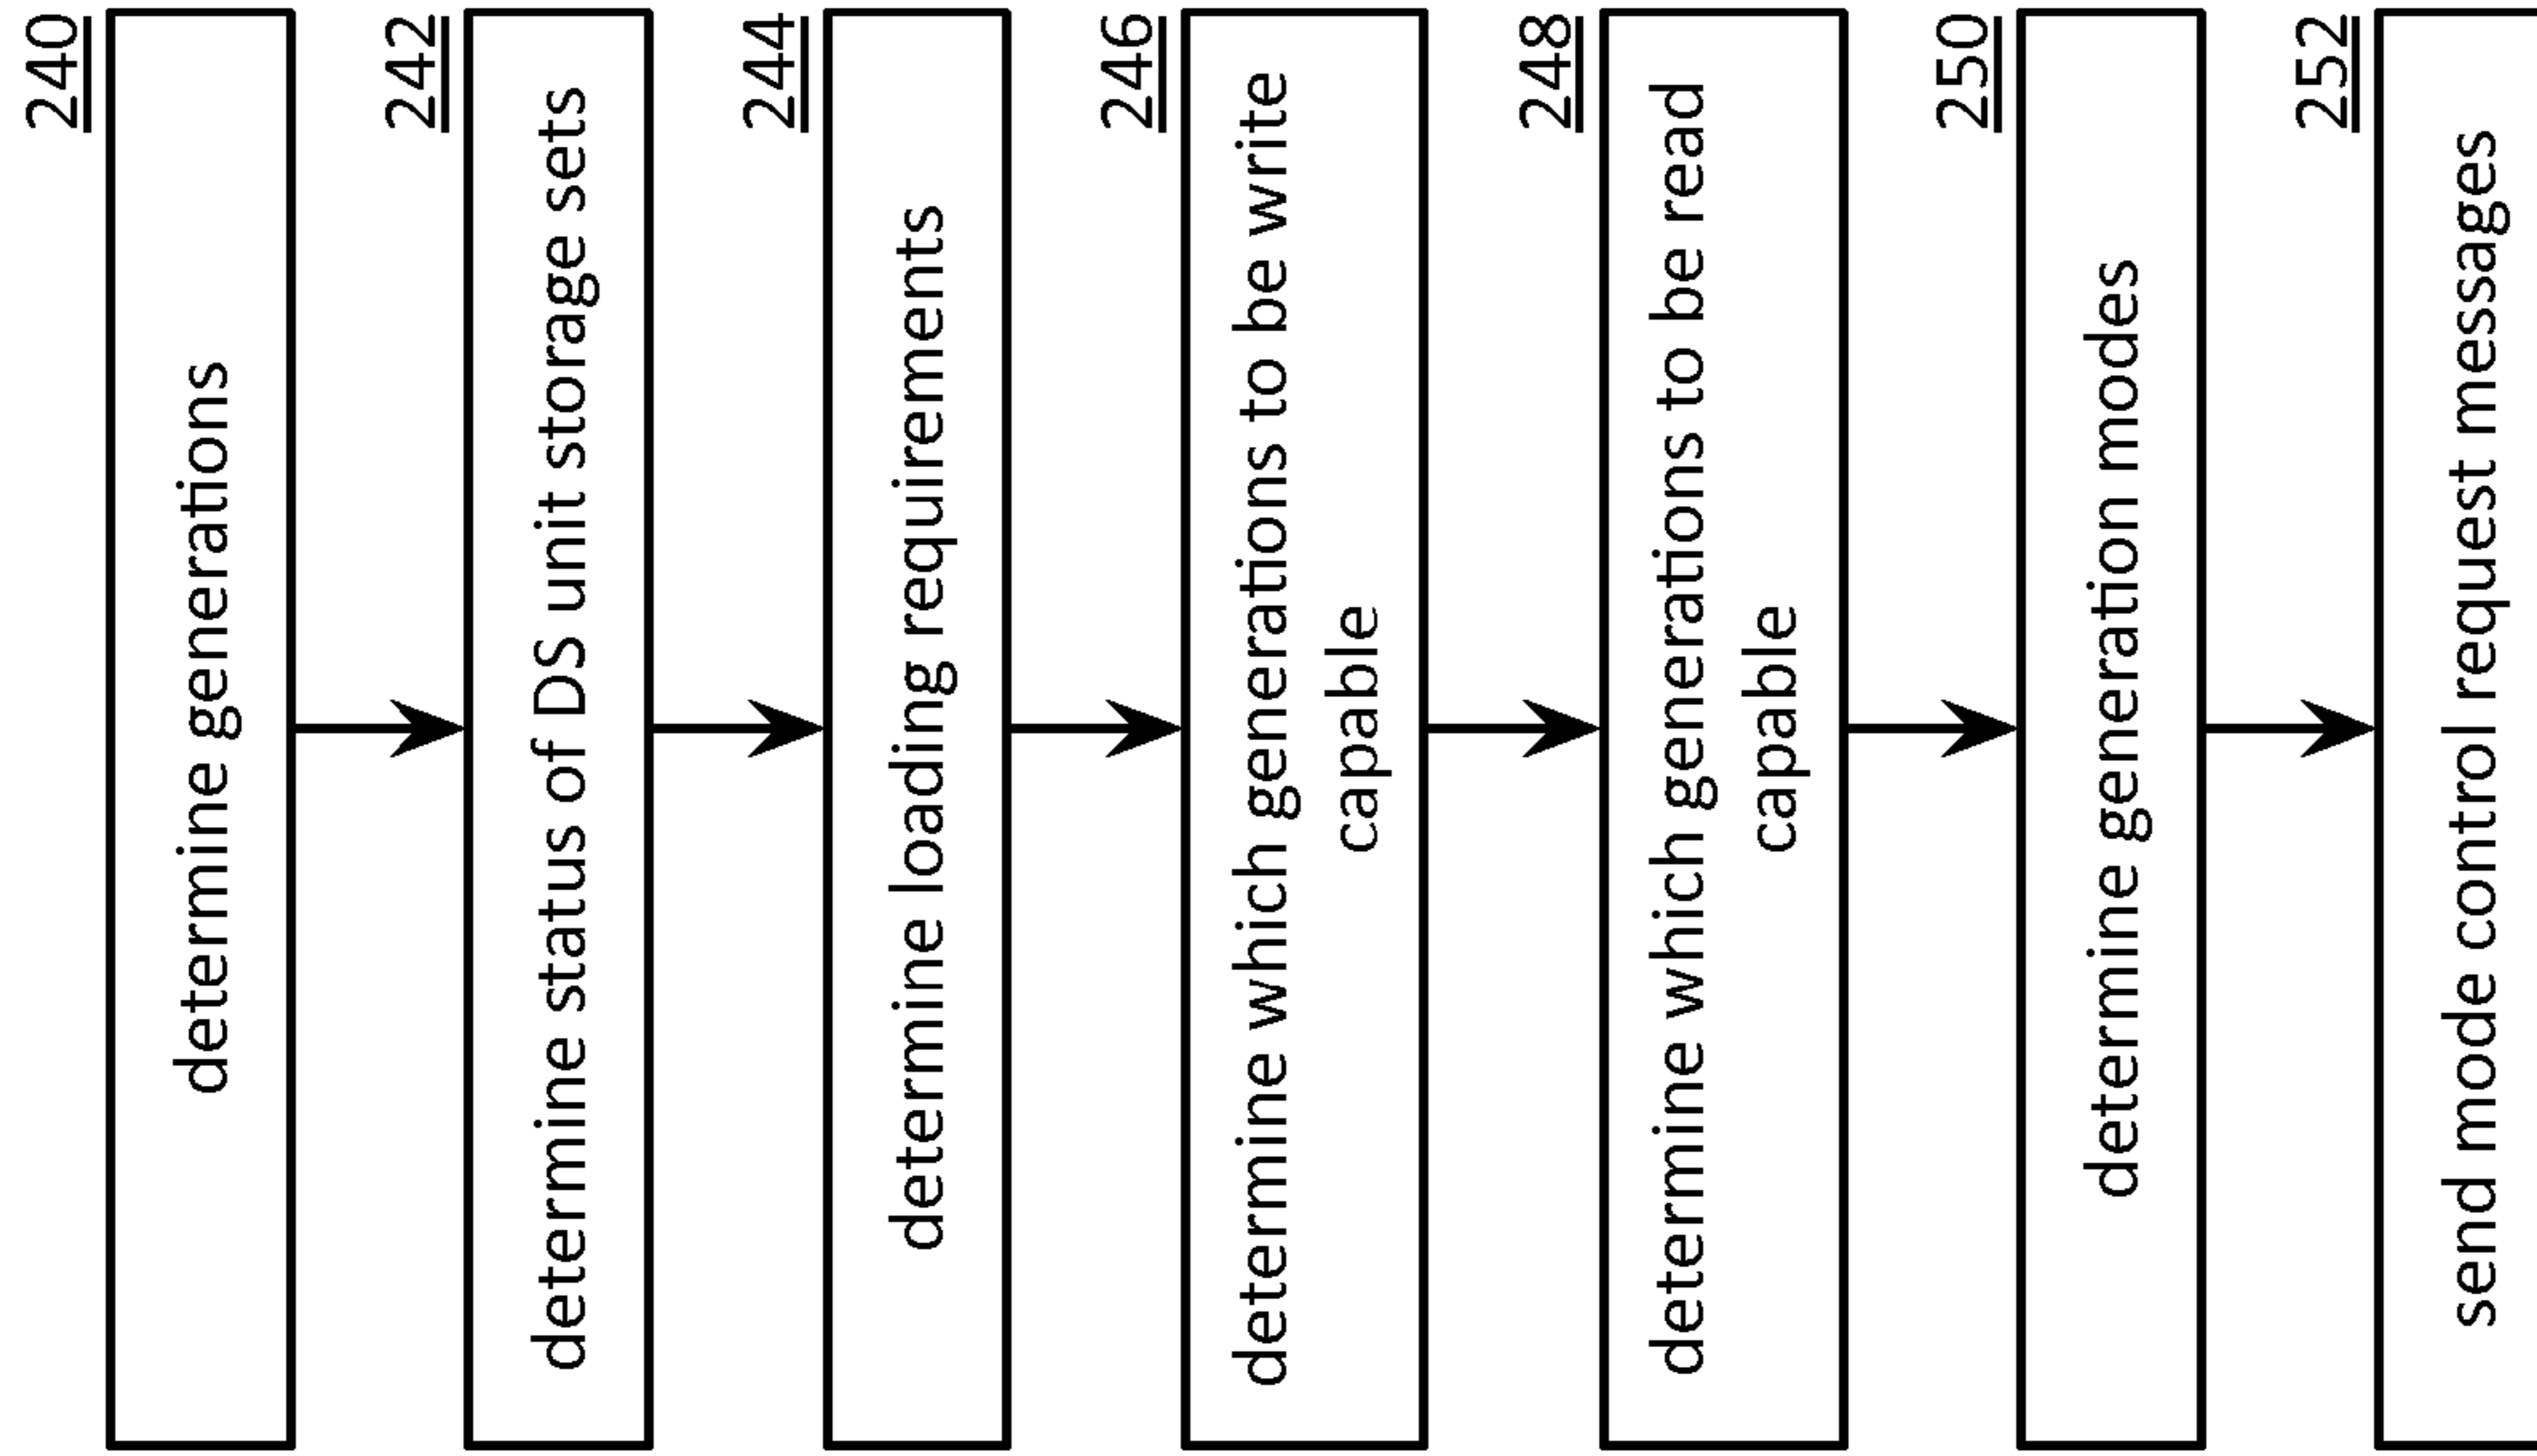 240
determine generations
242
determine status of DS unit storage sets
244
determine loading requirements
246
determine which generations to be write
capable
248
determine which generations to be read
capable
250
determine generation modes
252
send mode control request messages